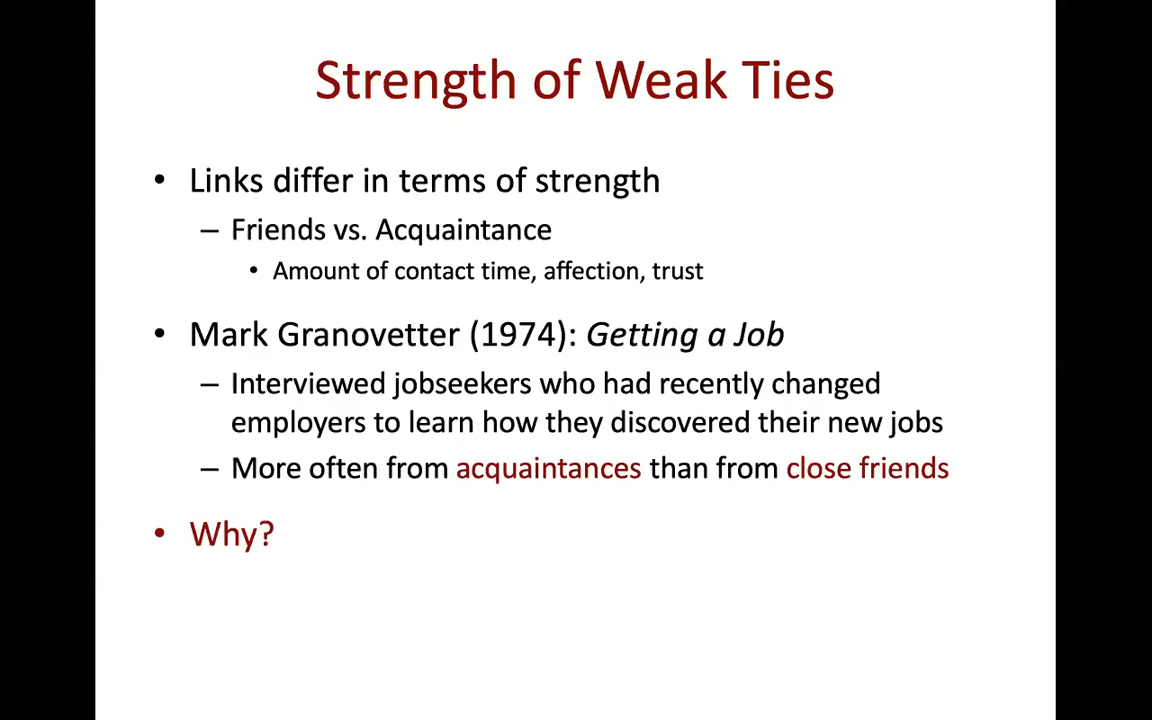 Strength of Weak Ties
• Links differ in terms of strength
– Friends vs. Acquaintance
• Amount of contact time, affection, trust
• Mark Granovetter (1974): Getting a Job
– Interviewed jobseekers who had recently changed
employers to learn how they discovered their new jobs
– More often from acquaintances than from close friends
• Why?